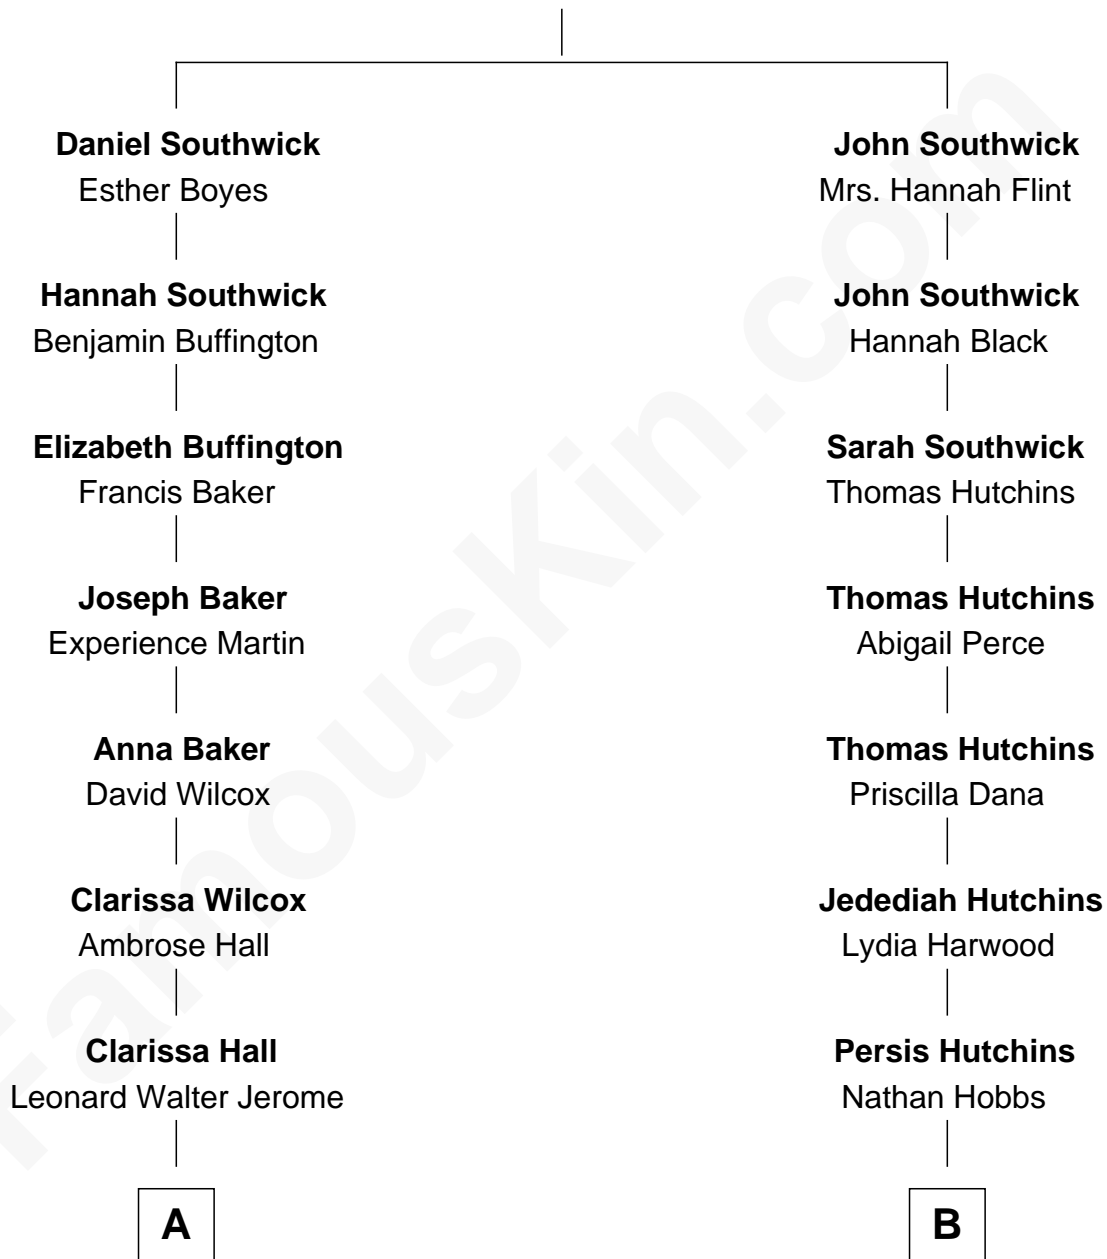 Daniel Southwick
Esther Boyes
Hannah Southwick
Benjamin Buffington
Elizabeth Buffington
Francis Baker
Joseph Baker
Experience Martin
Anna Baker
David Wilcox
Clarissa Wilcox
Ambrose Hall
Clarissa Hall
Leonard Walter Jerome
A
John Southwick
Mrs. Hannah Flint
John Southwick
Hannah Black
Sarah Southwick
Thomas Hutchins
Thomas Hutchins
Abigail Perce
Thomas Hutchins
Priscilla Dana
Jedediah Hutchins
Lydia Harwood
Persis Hutchins
Nathan Hobbs
B
FamousKin.com